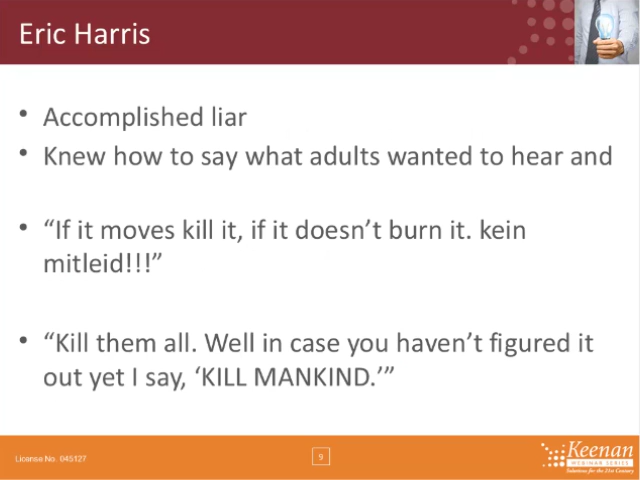 Eric Harris
• Accomplished liar
• Knew how to say what adults wanted to hear and
• “If it moves kill it, if it doesn’t burn it. kein
mitleid!!!”
• “Kill them all. Well in case you haven’t figured it
out yet I say, ‘KILL MANKIND.’”
License No. 045127
9
Keenan
WEBINAR SERIES
Solutions for the 21st Century